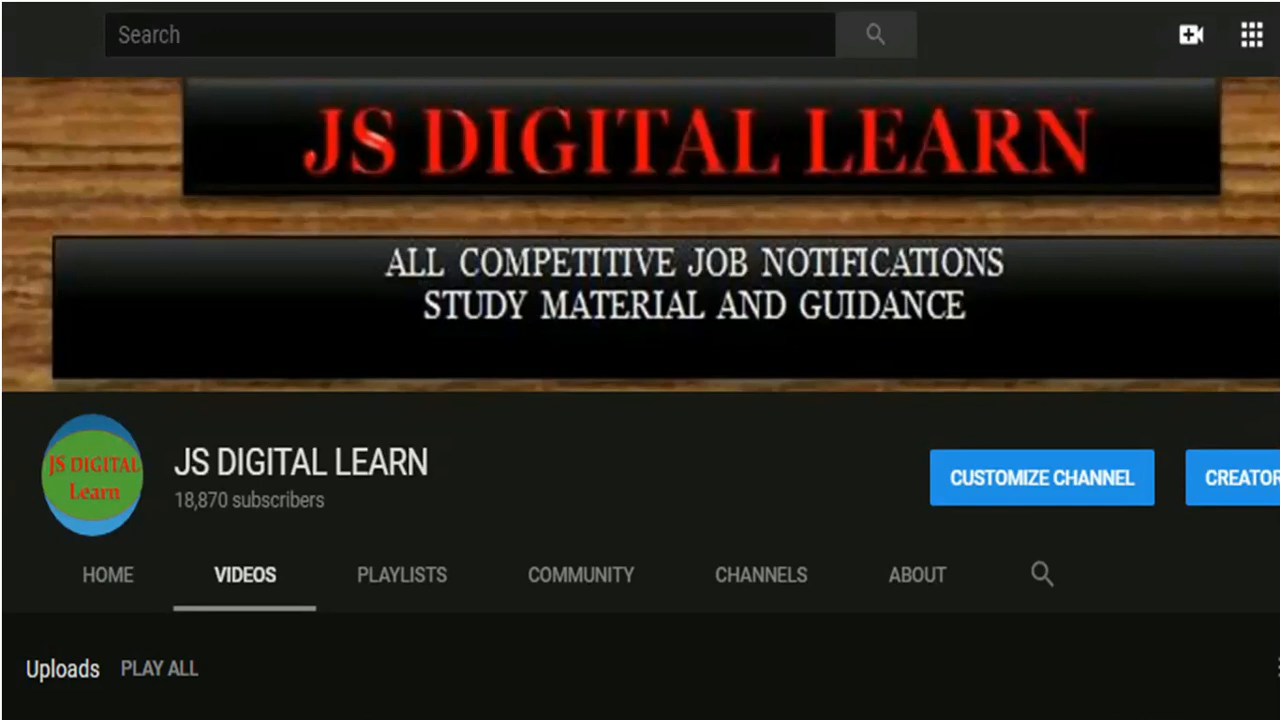 Search
JS DIGITAL LEARN
ALL COMPETITIVE JOB NOTIFICATIONS
STUDY MATERIAL AND GUIDANCE
JS DIGITAL
Learn
JS DIGITAL LEARN
18,870 subscribers
CUSTOMIZE CHANNEL
CREATOR
HOME
VIDEOS
PLAYLISTS
COMMUNITY
CHANNELS
ABOUT
Uploads
PLAY ALL